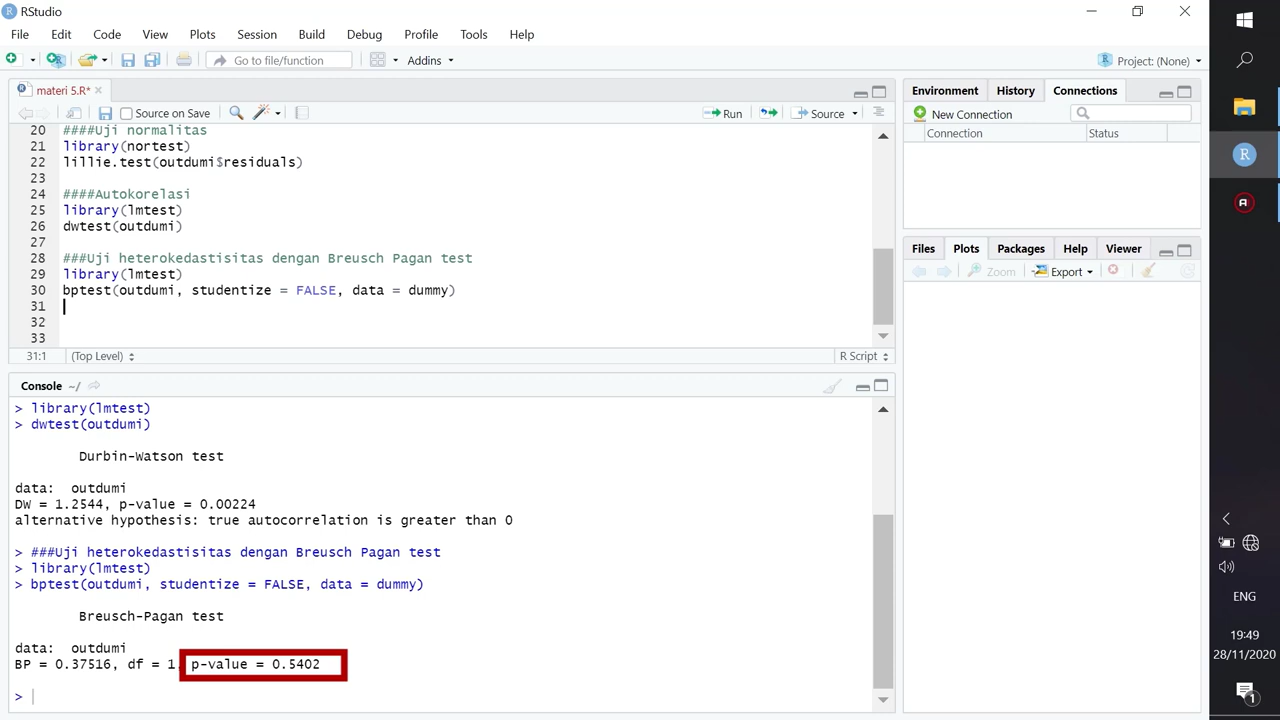 RStudio
File Edit Code View Plots Session Build Debug Profile Tools Help
Go to file/function
Addins
Project: (None)
materi 5.R*
Source on Save
Run
Source
20 ####Uji normalitas
21 library(nortest)
22 lillie.test(outdumi$residuals)
23
24 ####Autokorelasi
25 library(lmtest)
26 dwtest(outdumi)
27
28 ###Uji heterokedastisitas dengan Breusch Pagan test
29 library(lmtest)
30 bptest(outdumi, studentize = FALSE, data = dummy)
31
32
33
31:1 (Top Level) R Script
Console ~/
> library(lmtest)
> dwtest(outdumi)
Durbin-Watson test
data: outdumi
DW = 1.2544, p-value = 0.00224
alternative hypothesis: true autocorrelation is greater than 0
> ###Uji heterokedastisitas dengan Breusch Pagan test
> library(lmtest)
> bptest(outdumi, studentize = FALSE, data = dummy)
Breusch-Pagan test
data: outdumi
BP = 0.37516, df = 1, p-value = 0.5402
>
Environment History Connections
New Connection
Connection Status
Files Plots Packages Help Viewer
Zoom Export
R
ENG
19:49
28/11/2020
1